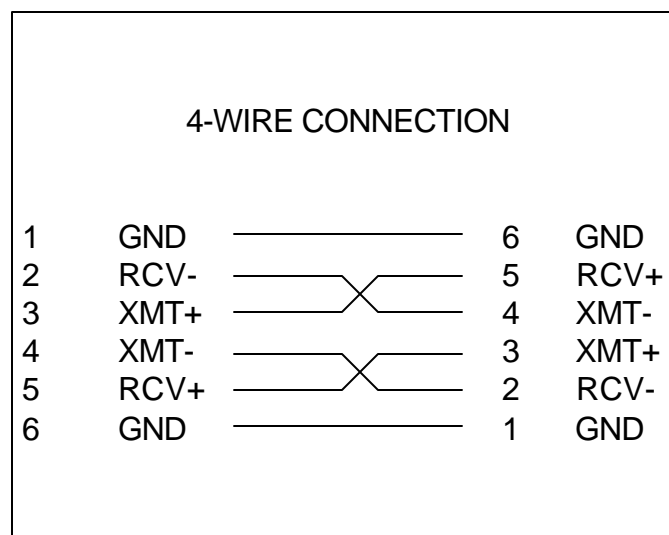 4-WIRE CONNECTION
1 GND 6 GND
2 RCV- 5 RCV+
3 XMT+ 4 XMT-
4 XMT- 3 XMT+
5 RCV+ 2 RCV-
6 GND 1 GND